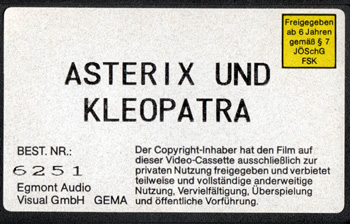 Freigegeben
ab 6 Jahren
gemäß § 7
JÖSchG
FSK
ASTERIX UND
KLEOPATRA
BEST. NR.:
6251
Egmont Audio
Visual GmbH GEMA
Der Copyright-Inhaber hat den Film auf
dieser Video-Cassette ausschließlich zur
privaten Nutzung freigegeben und verbietet
teilweise und vollständige anderweitige
Nutzung, Vervielfältigung, Überspielung
und öffentliche Vorführung.